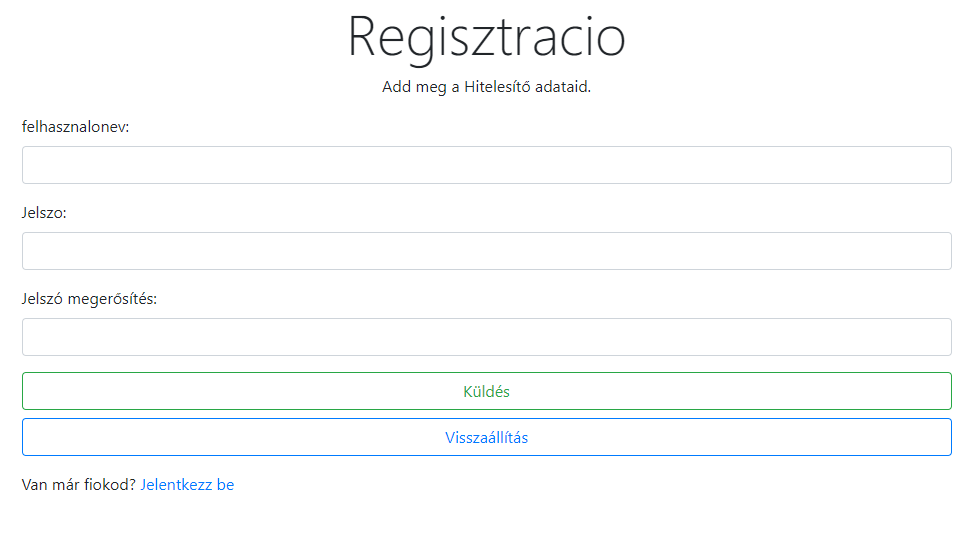 Regisztracio
Add meg a Hitelesítő adataid.
felhasznalonev:
Jelszo:
Jelszó megerősítés:
Küldés
Visszaállítás
Van már fiokod? Jelentkezz be